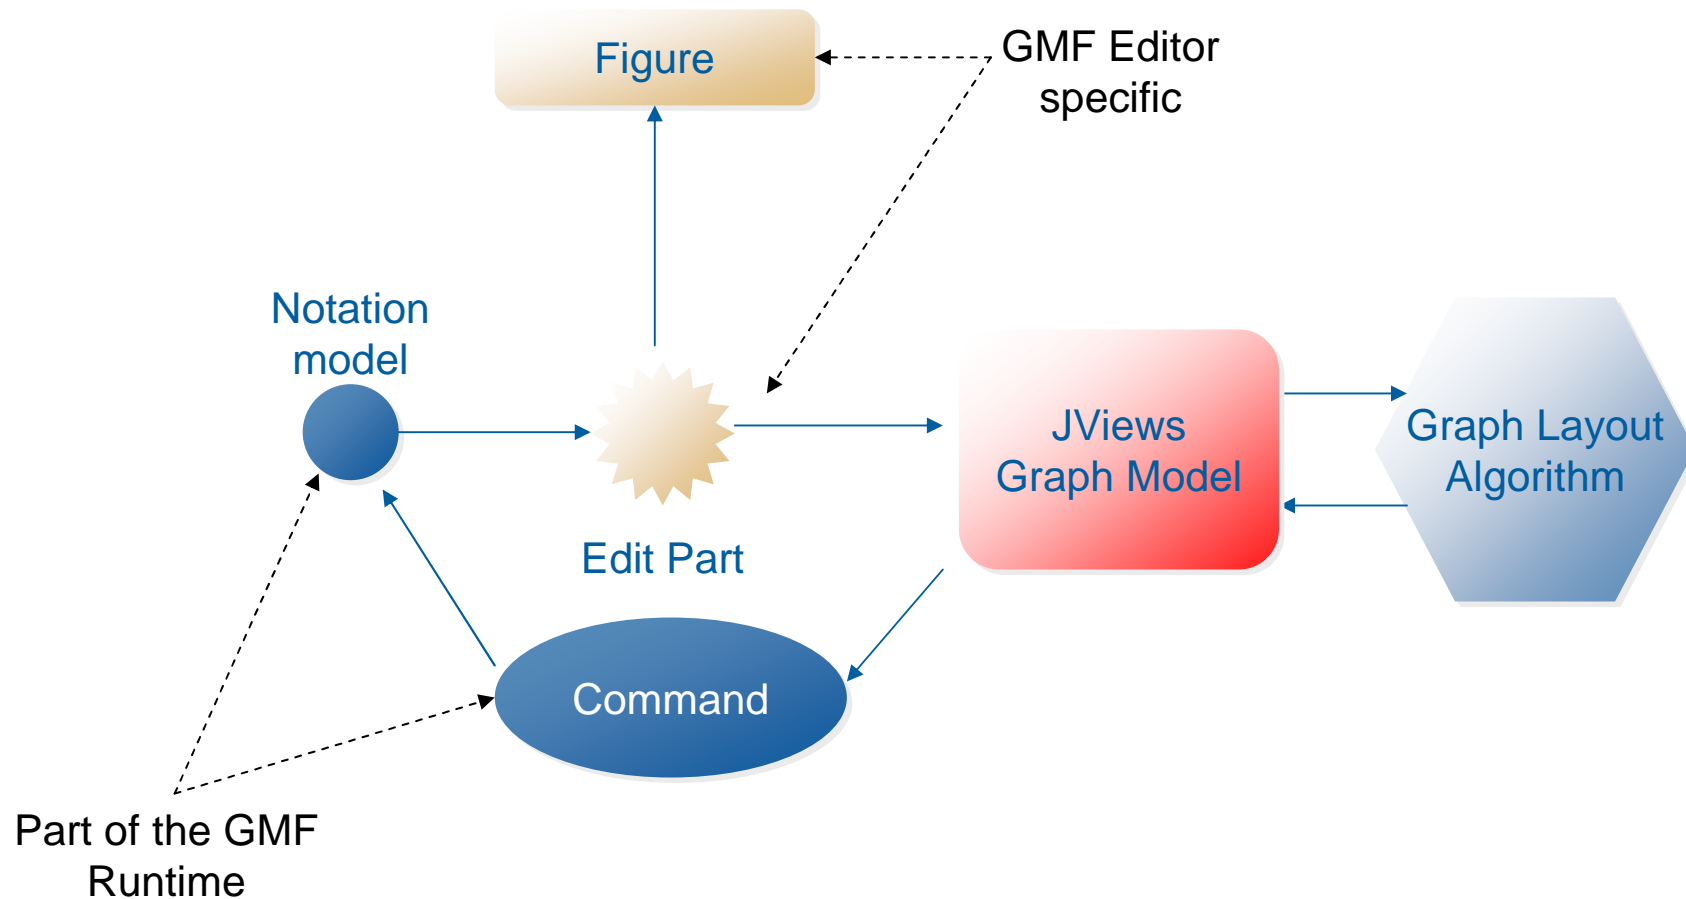 Figure
GMF Editor
specific
Notation
model
JViews
Graph Model
Graph Layout
Algorithm
Edit Part
Command
Part of the GMF
Runtime